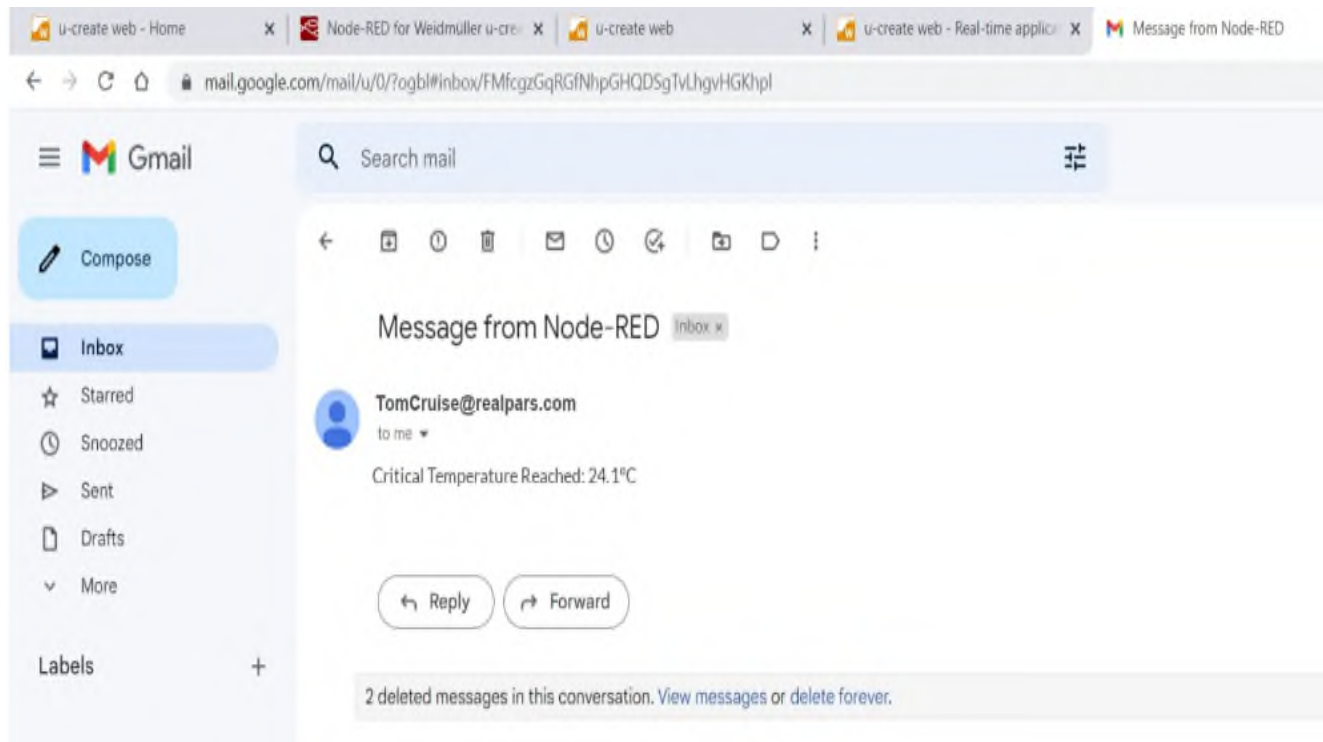 u-create web - Home
Node-RED for Weidmüller u-cre
u-create web
u-create web - Real-time applic
Message from Node-RED
mail.google.com/mail/u/0/?ogbl#inbox/FMfcgzGqRGfNhpGHQDSgTvLhgvHGKhpl
Gmail
Search mail
Compose
Message from Node-RED Inbox x
Inbox
Starred
TomCruise@realpars.com
to me
Snoozed
Critical Temperature Reached: 24.1°C
Sent
Drafts
More
Reply
Forward
Labels +
2 deleted messages in this conversation. View messages or delete forever.